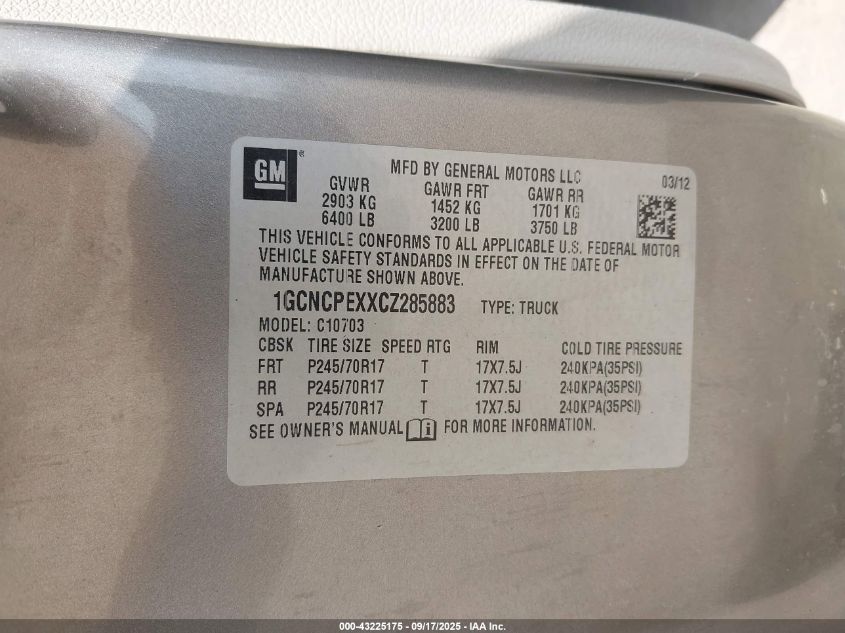 GM ®
MFD BY GENERAL MOTORS LLC
03/12
GVWR GAWR FRT GAWR RR
2903 KG 1452 KG 1701 KG
6400 LB 3200 LB 3750 LB
THIS VEHICLE CONFORMS TO ALL APPLICABLE U.S. FEDERAL MOTOR
VEHICLE SAFETY STANDARDS IN EFFECT ON THE DATE OF
MANUFACTURE SHOWN ABOVE.
1GCNCPEXXCZ285883 TYPE: TRUCK
MODEL: C10703
CBSK TIRE SIZE SPEED RTG RIM COLD TIRE PRESSURE
FRT P245/70R17 T 17X7.5J 240KPA(35PSI)
RR P245/70R17 T 17X7.5J 240KPA(35PSI)
SPA P245/70R17 T 17X7.5J 240KPA(35PSI)
SEE OWNER'S MANUAL i FOR MORE INFORMATION.
000-43225175 - 09/17/2025 - IAA Inc.